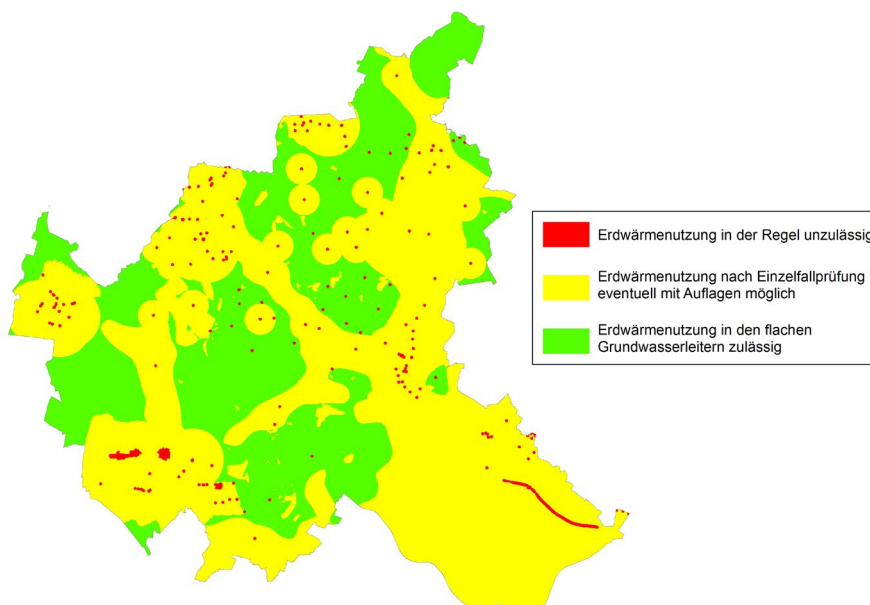 Erdwärmenutzung in der Regel unzulässig
Erdwärmenutzung nach Einzelfallprüfung
eventuell mit Auflagen möglich
Erdwärmenutzung in den flachen
Grundwasserleitern zulässig